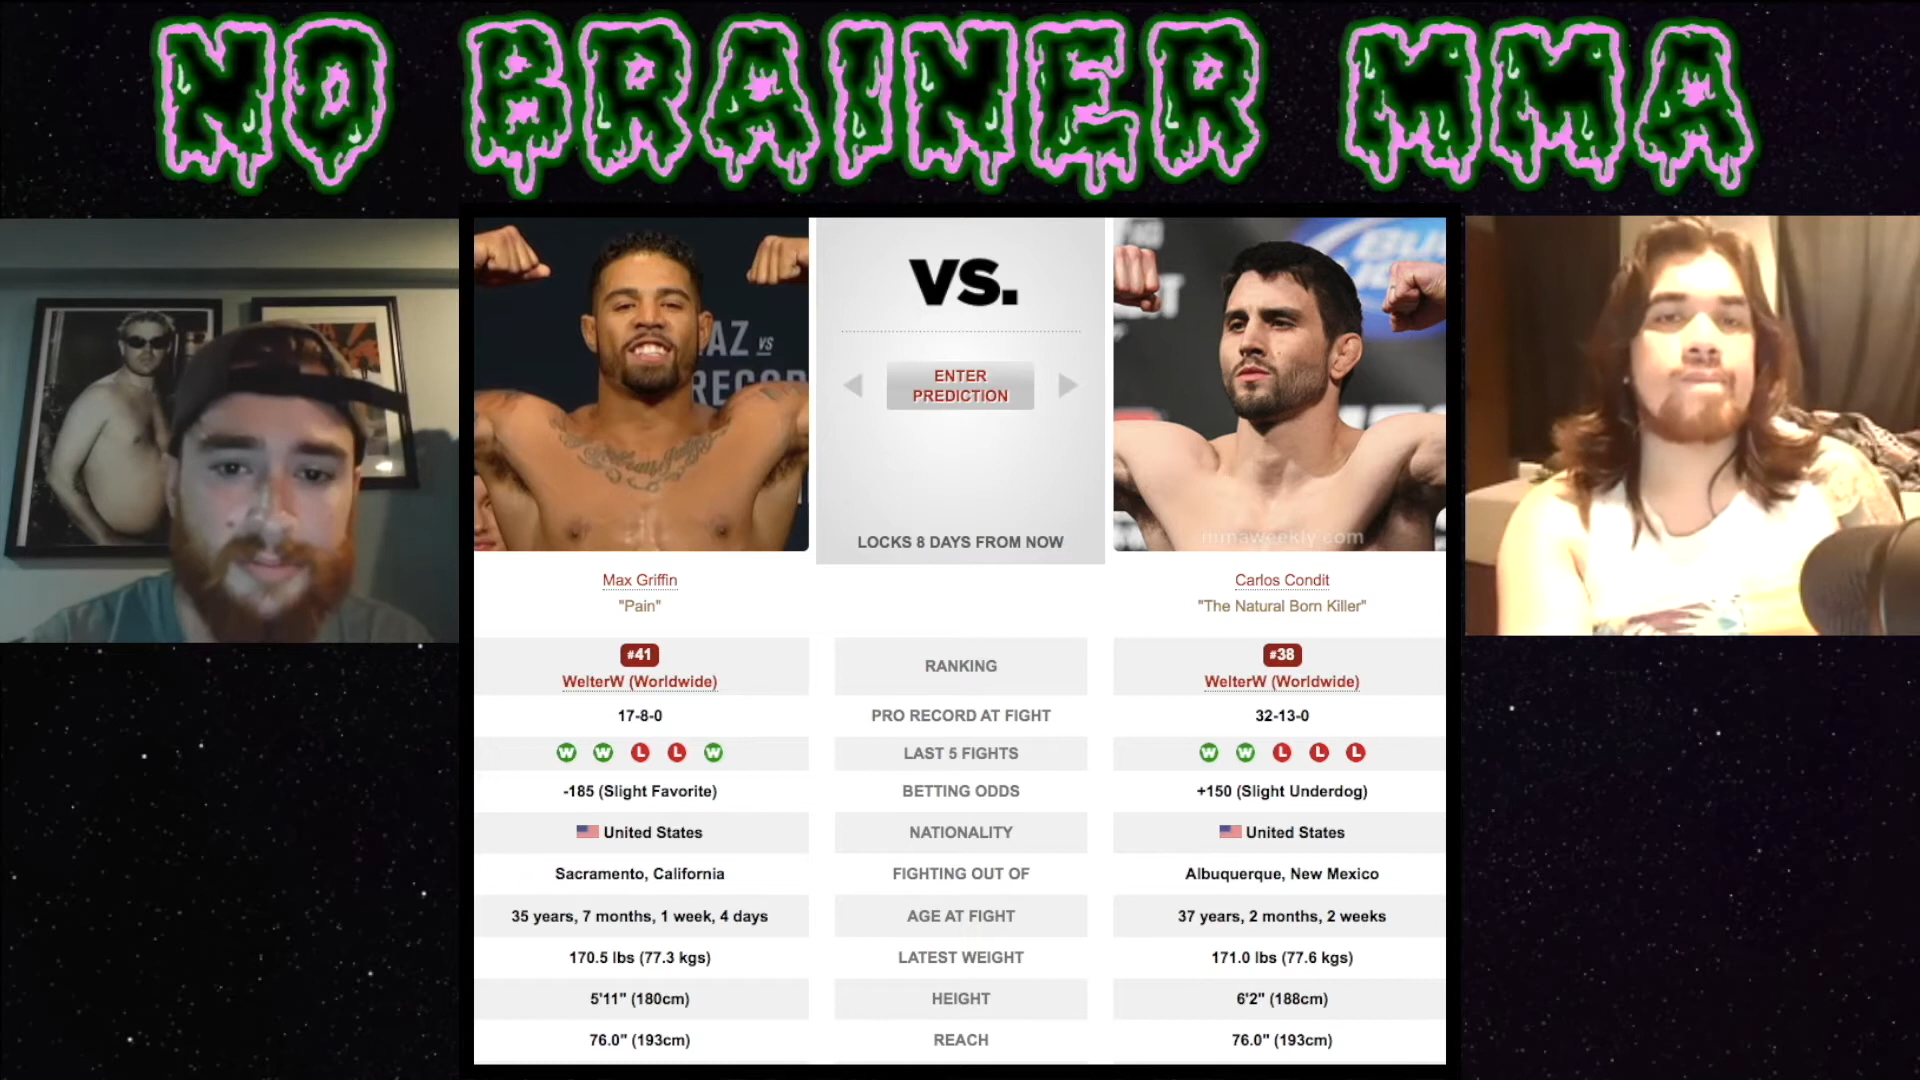 NO BRAINER MMA
AZ VS
RECOR
VS.
ENTER
PREDICTION
LOCKS 8 DAYS FROM NOW
mmaweekly.com
Max Griffin
"Pain"
Carlos Condit
"The Natural Born Killer"
#41
WelterW (Worldwide)
RANKING
#38
WelterW (Worldwide)
17-8-0
PRO RECORD AT FIGHT
32-13-0
W W L L W
LAST 5 FIGHTS
W W L L L
-185 (Slight Favorite)
BETTING ODDS
+150 (Slight Underdog)
United States
NATIONALITY
United States
Sacramento, California
FIGHTING OUT OF
Albuquerque, New Mexico
35 years, 7 months, 1 week, 4 days
AGE AT FIGHT
37 years, 2 months, 2 weeks
170.5 lbs (77.3 kgs)
LATEST WEIGHT
171.0 lbs (77.6 kgs)
5'11" (180cm)
HEIGHT
6'2" (188cm)
76.0" (193cm)
REACH
76.0" (193cm)